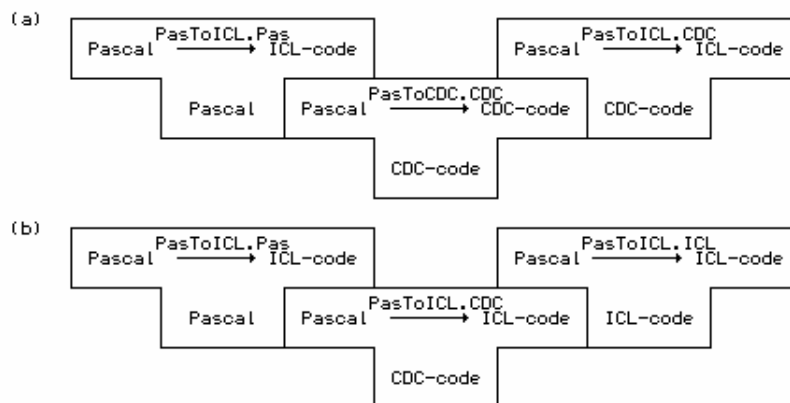 (a)
PasToICL.Pas PasToICL.CDC
Pascal ICL-code Pascal ICL-code
PasToCDC.CDC
Pascal Pascal CDC-code CDC-code
CDC-code
(b)
PasToICL.Pas PasToICL.ICL
Pascal ICL-code Pascal ICL-code
PasToICL.CDC
Pascal Pascal ICL-code ICL-code
CDC-code